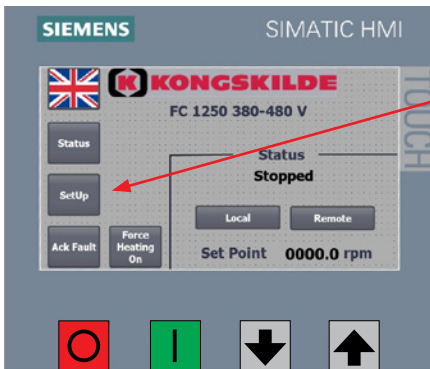 SIEMENS
SIMATIC HMI
TOUCH
KONGSKILDE
FC 1250 380-480 V
Status
Status
Stopped
SetUp
Local
Remote
Ack Fault
Force
Heating
On
Set Point 0000.0 rpm